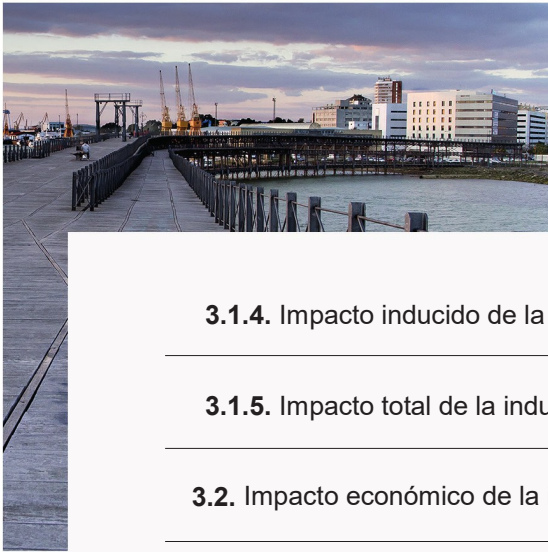 3.1.4. Impacto inducido de la
3.1.5. Impacto total de la
3.2. Impacto económico de la